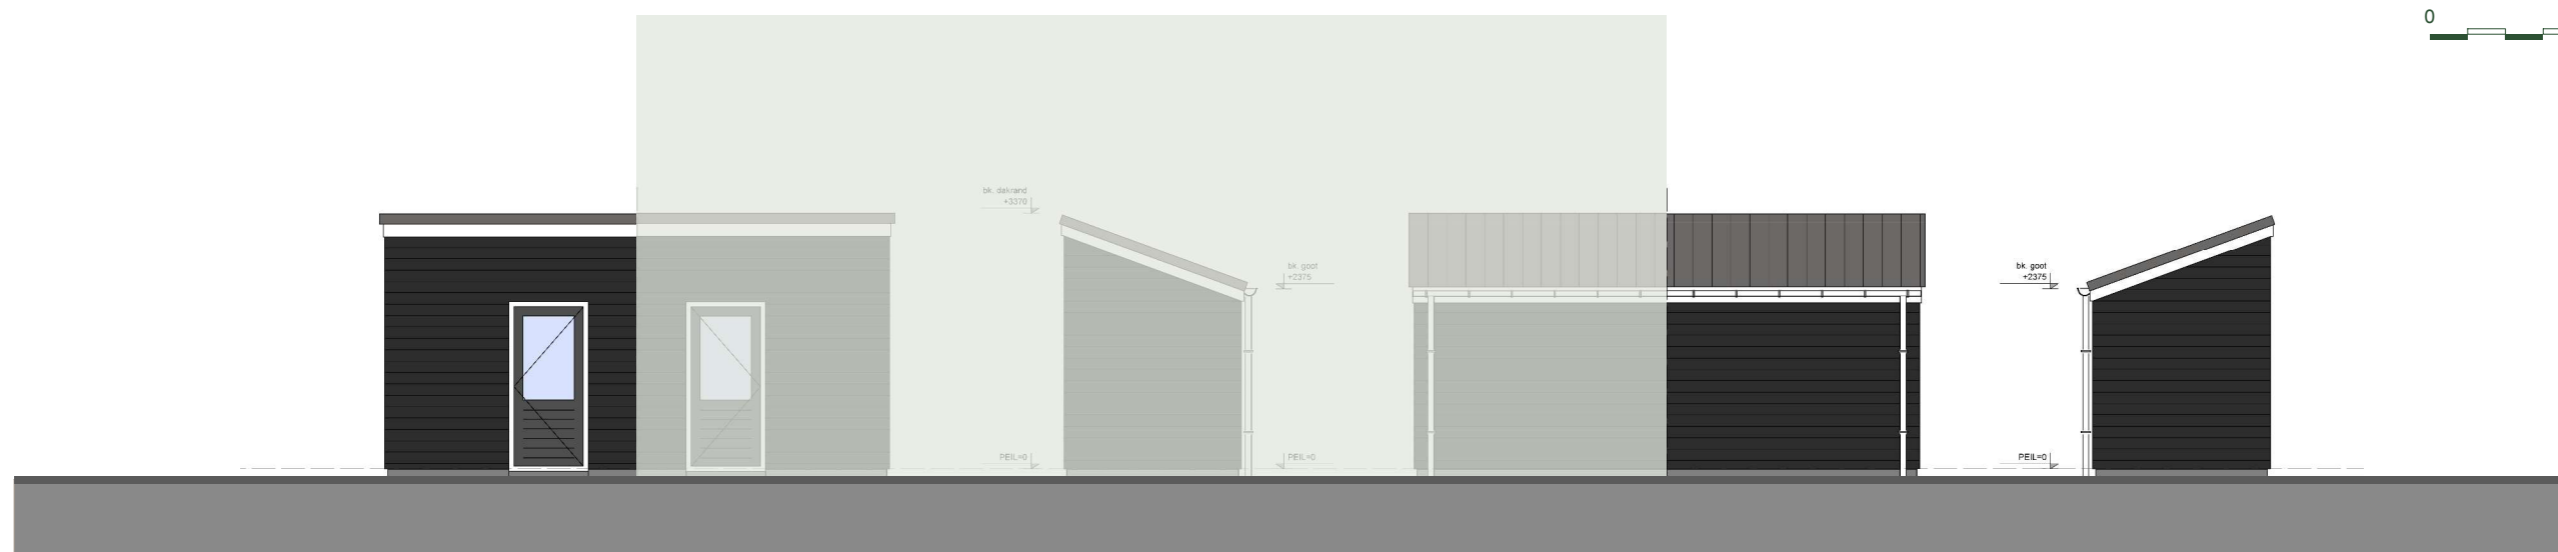 0
bk. dakrand
+3370
bk. goot
+2375
bk. goot
+2375
PEIL=0
PEIL=0
PEIL=0